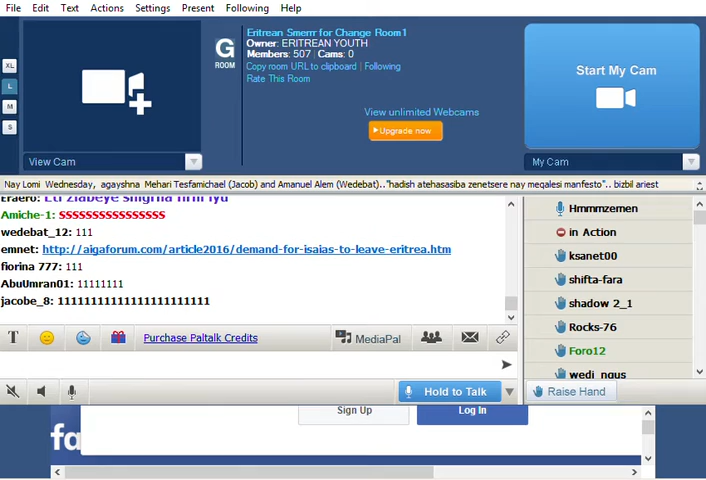 File Edit Text Actions Settings Present Following Help
XL
L
M
S
View Cam
G
ROOM
Eritrean Smerrr for Change Room1
Owner: ERITREAN YOUTH
Members: 507 | Cams: 0
Copy room URL to clipboard | Following
Rate This Room
View unlimited Webcams
Upgrade now
Start My Cam
My Cam
Nay Lomi Wednesday, agayshna Mehari Tesfamichael (Jacob) and Amanuel Alem (Wedebat).."hadish atehasasiba zenetsere nay meqalesi manfesto".. bizbil ariest
Amiche-1: SSSSSSSSSSSSSSSS
wedebat_12: 111
emnet: http://aigaforum.com/article2016/demand-for-isaias-to-leave-eritrea.htm
fiorina 777: 111
AbuUmran01: 11111111
jacobe_8: 11111111111111111111111
Hmmmzemen
in Action
ksanet00
shifta-fara
shadow 2_1
Rocks-76
Foro12
wedi_ngus
T
Purchase Paltalk Credits
MediaPal
Hold to Talk
Raise Hand
Sign Up
Log In
fa